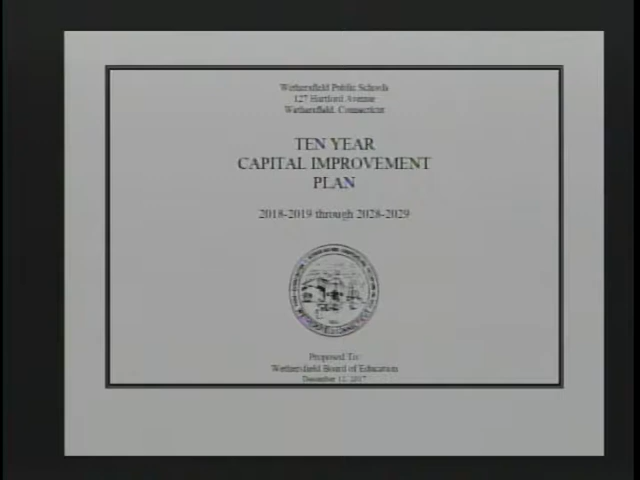 Wethersfield Public Schools
127 Hartford Avenue
Wethersfield, Connecticut
TEN YEAR
CAPITAL IMPROVEMENT
PLAN
2018-2019 through 2028-2029
Proposed To:
Wethersfield Board of Education
December 12, 2017